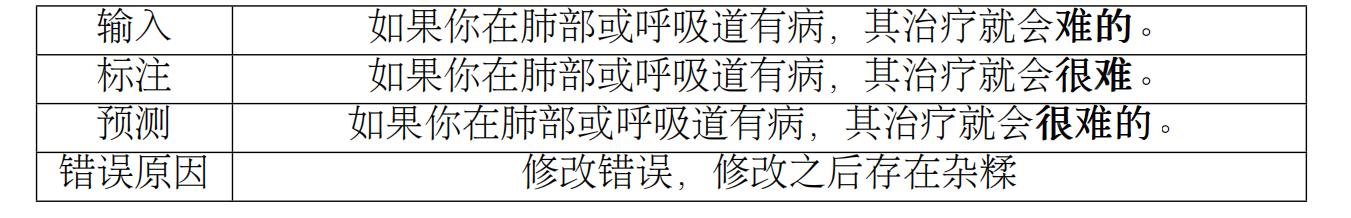 输入 如果你在肺部或呼吸道有病，其治疗就会难的。
标注 如果你在肺部或呼吸道有病，其治疗就会很难。
预测 如果你在肺部或呼吸道有病，其治疗就会很难的。
错误原因 修改错误，修改之后存在杂糅